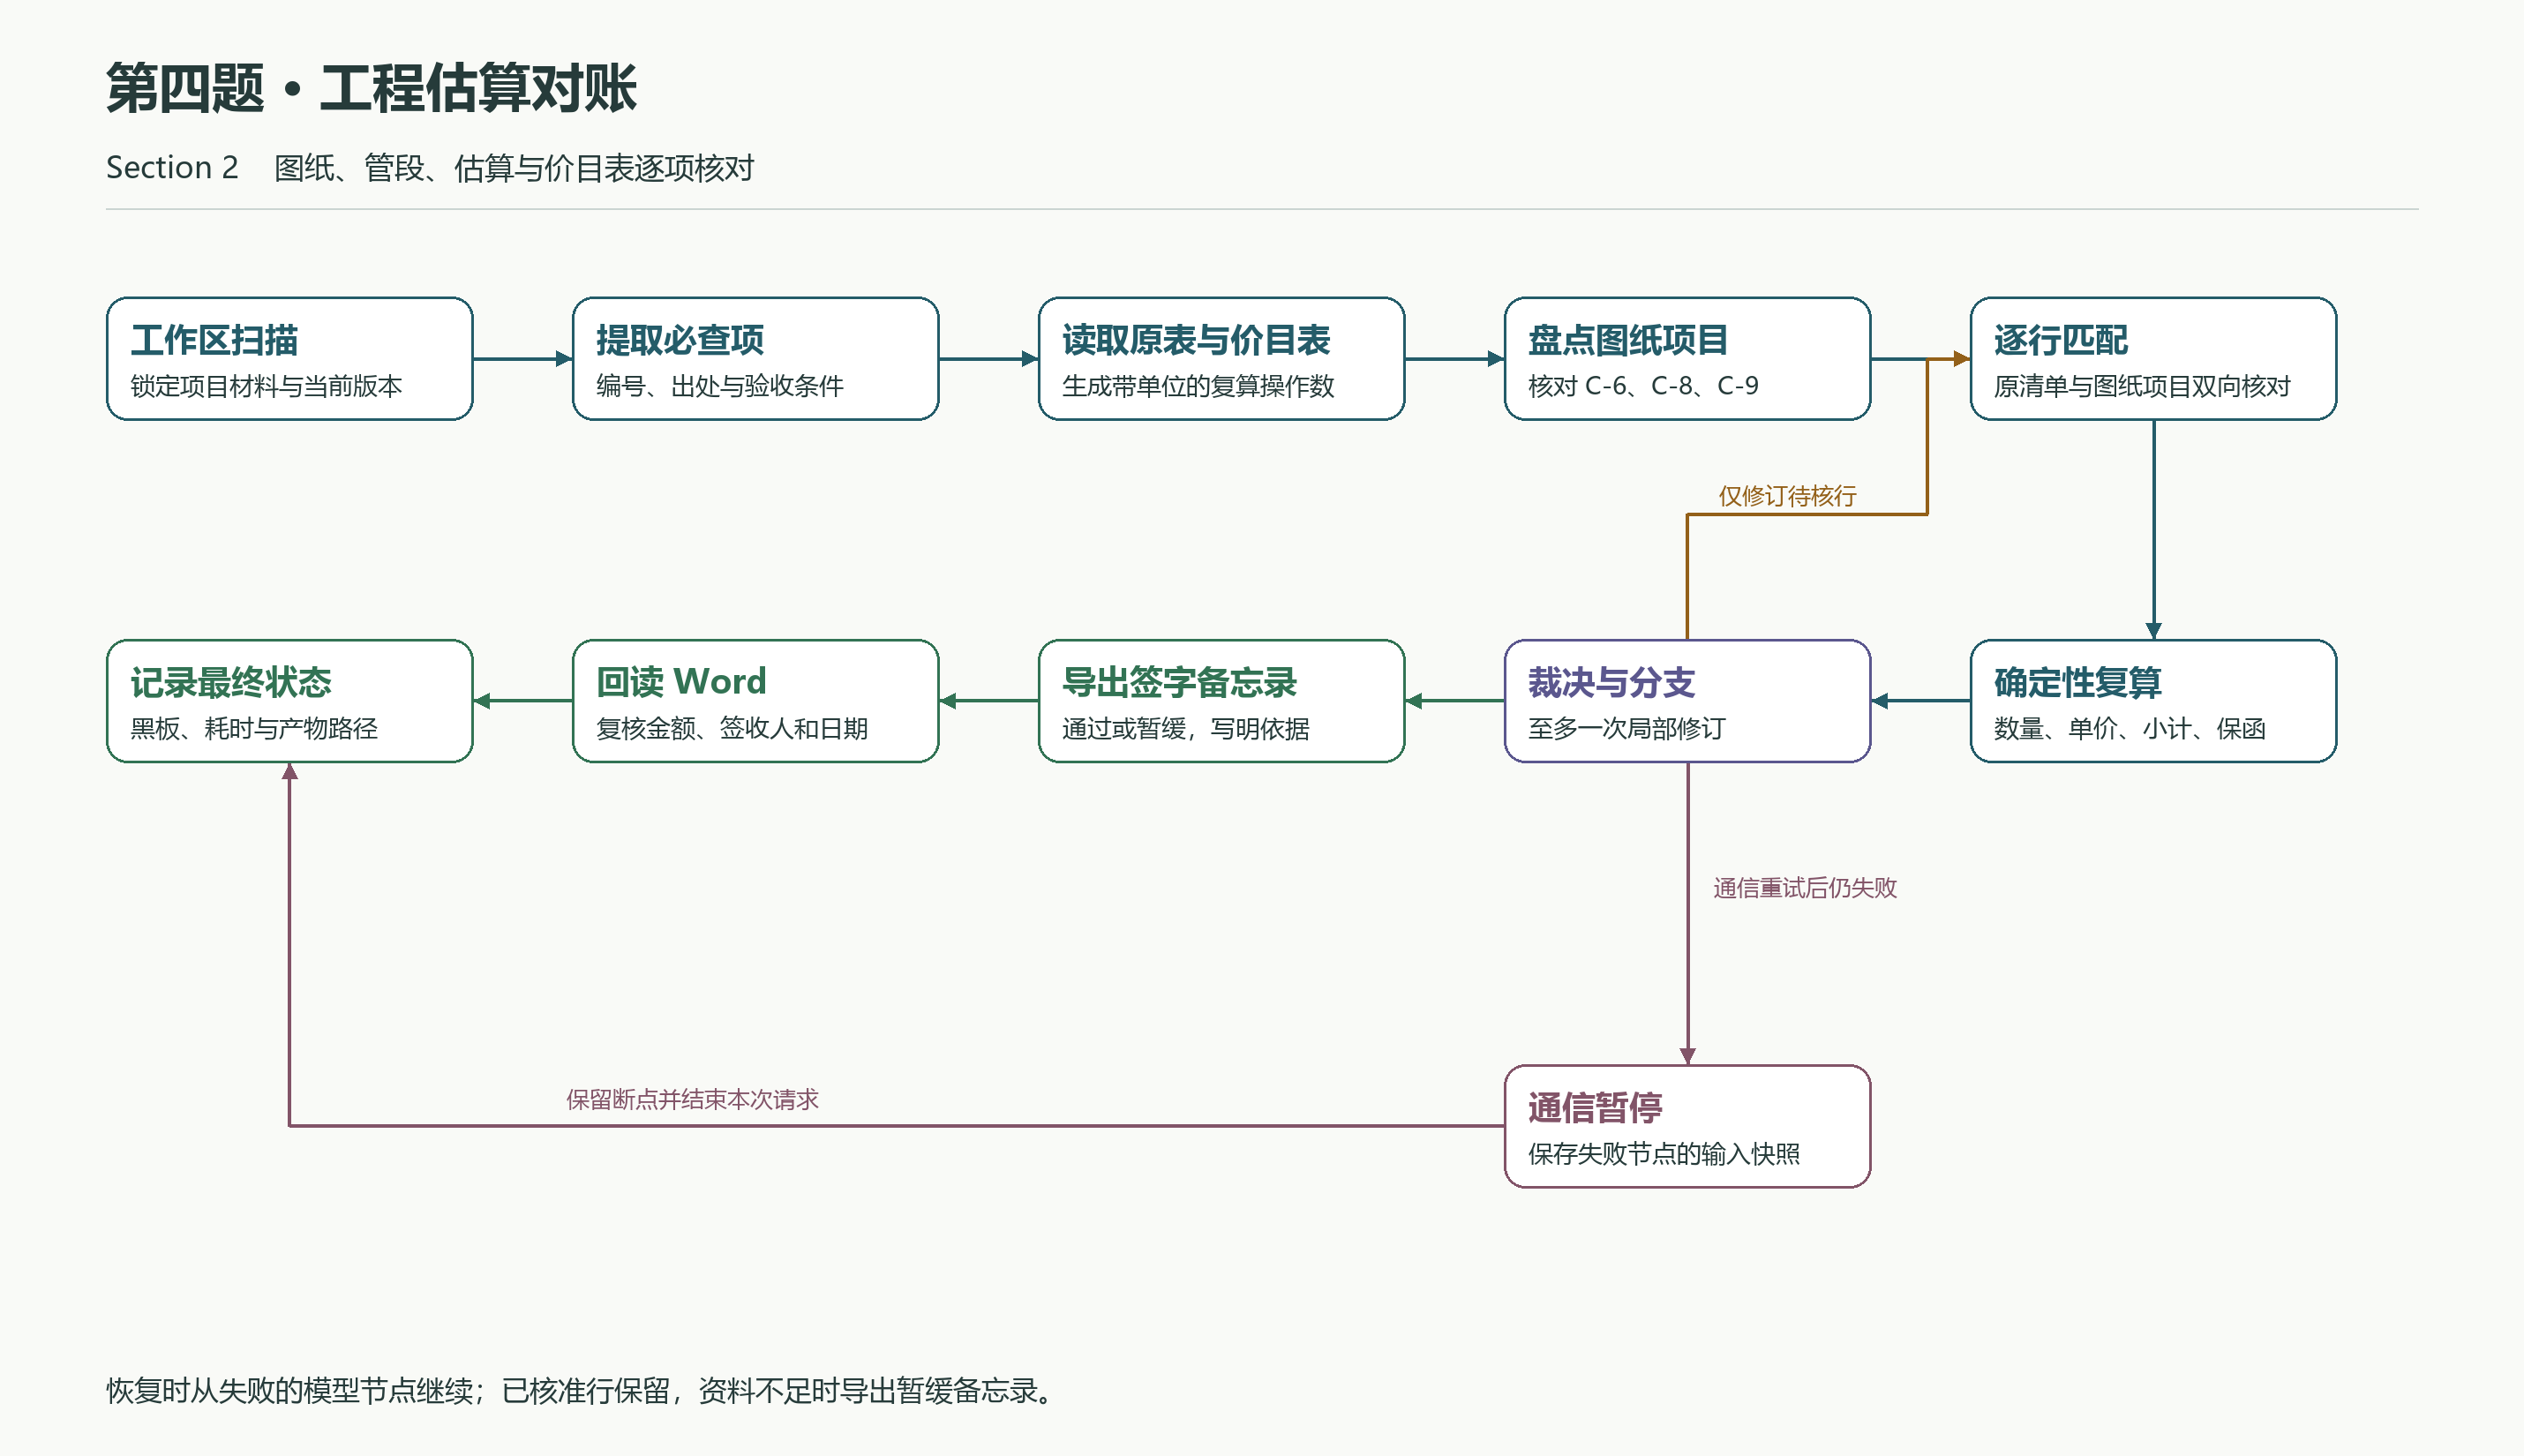 第四题 • 工程估算对账
Section 2 图纸、管段、估算与价目表逐项核对
工作区扫描
锁定项目材料与当前版本
提取必查项
编号、出处与验收条件
读取原表与价目表
生成带单位的复算操作数
盘点图纸项目
核对 C-6、C-8、C-9
逐行匹配
原清单与图纸项目双向核对
仅修订待核行
记录最终状态
黑板、耗时与产物路径
回读 Word
复核金额、签收人和日期
导出签字备忘录
通过或暂缓，写明依据
裁决与分支
至多一次局部修订
确定性复算
数量、单价、小计、保函
通信重试后仍失败
保留断点并结束本次请求
通信暂停
保存失败节点的输入快照
恢复时从失败的模型节点继续；已核准行保留，资料不足时导出暂缓备忘录。